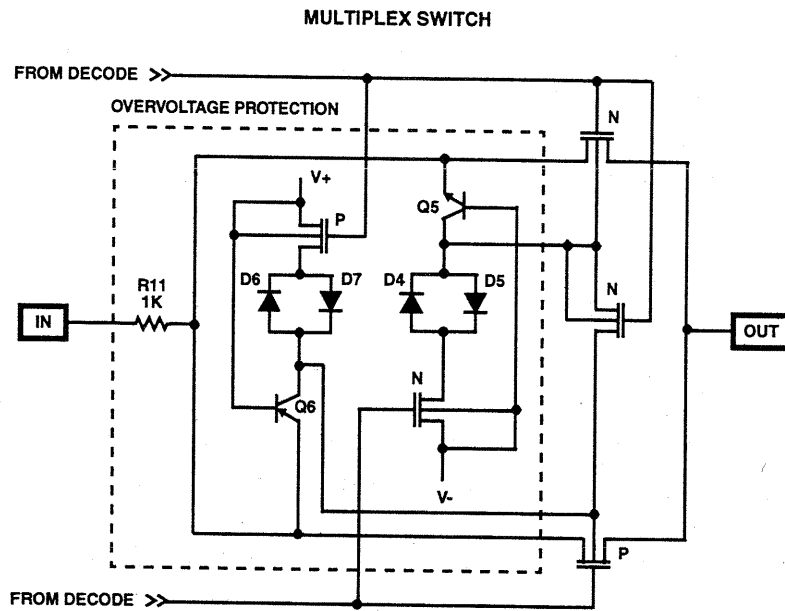 MULTIPLEX SWITCH
FROM DECODE
OVERVOLTAGE PROTECTION
N
V+
Q5
P
D6
D7
D4
D5
R11
1K
N
IN
OUT
N
Q6
V-
P
FROM DECODE